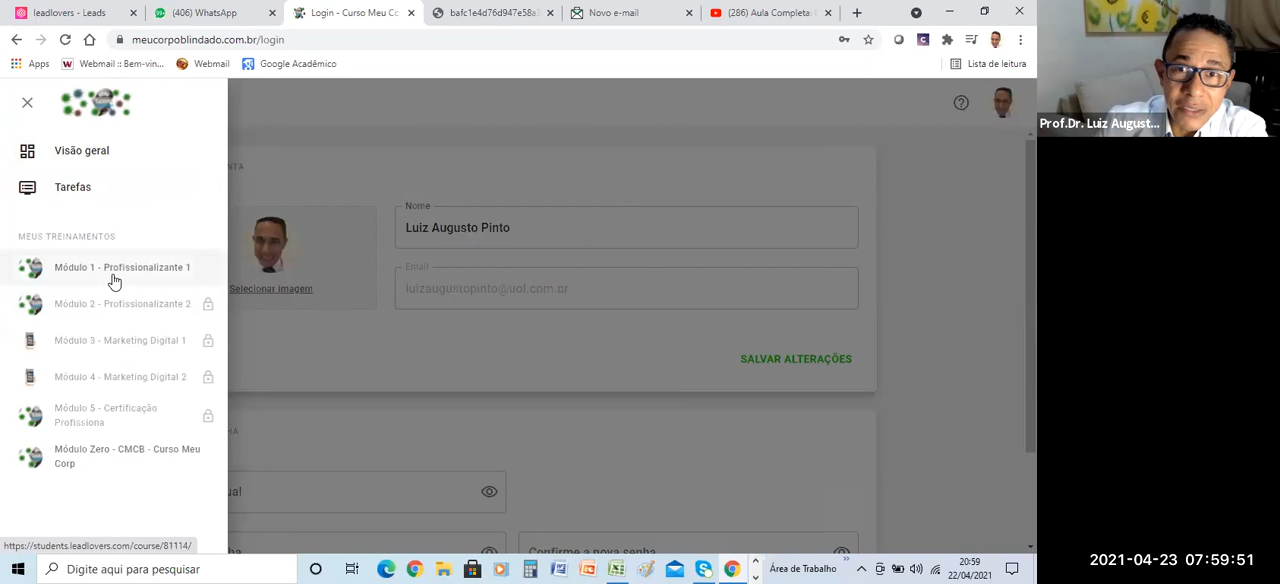 leadlovers - Leads
(406) WhatsApp
Login - Curso Meu Co
Novo e-mail
(286) Aula Completa:
meucorpoblindado.com.br/login
Apps
Webmail :: Bem-vin...
Webmail
Google Acadêmico
Lista de leitura
Visão geral
Tarefas
MEUS TREINAMENTOS
Módulo 1 - Profissionalizante 1
Módulo 2 - Profissionalizante 2
Módulo 3 - Marketing Digital 1
Módulo 4 - Marketing Digital 2
Módulo 5 - Certificação
Profissiona
Módulo Zero - CMCB - Curso Meu
Corp
https://students.leadlovers.com/course/81114/
NTA
Selecionar imagem
Nome
Luiz Augusto Pinto
Email
luizaugustopinto@uol.com.br
SALVAR ALTERAÇÕES
HA
ual
ha
Confirme a nova senha
Digite aqui para pesquisar
Área de Trabalho
20:59
22/04/2021
Prof.Dr. Luiz August...
2021-04-23 07:59:51